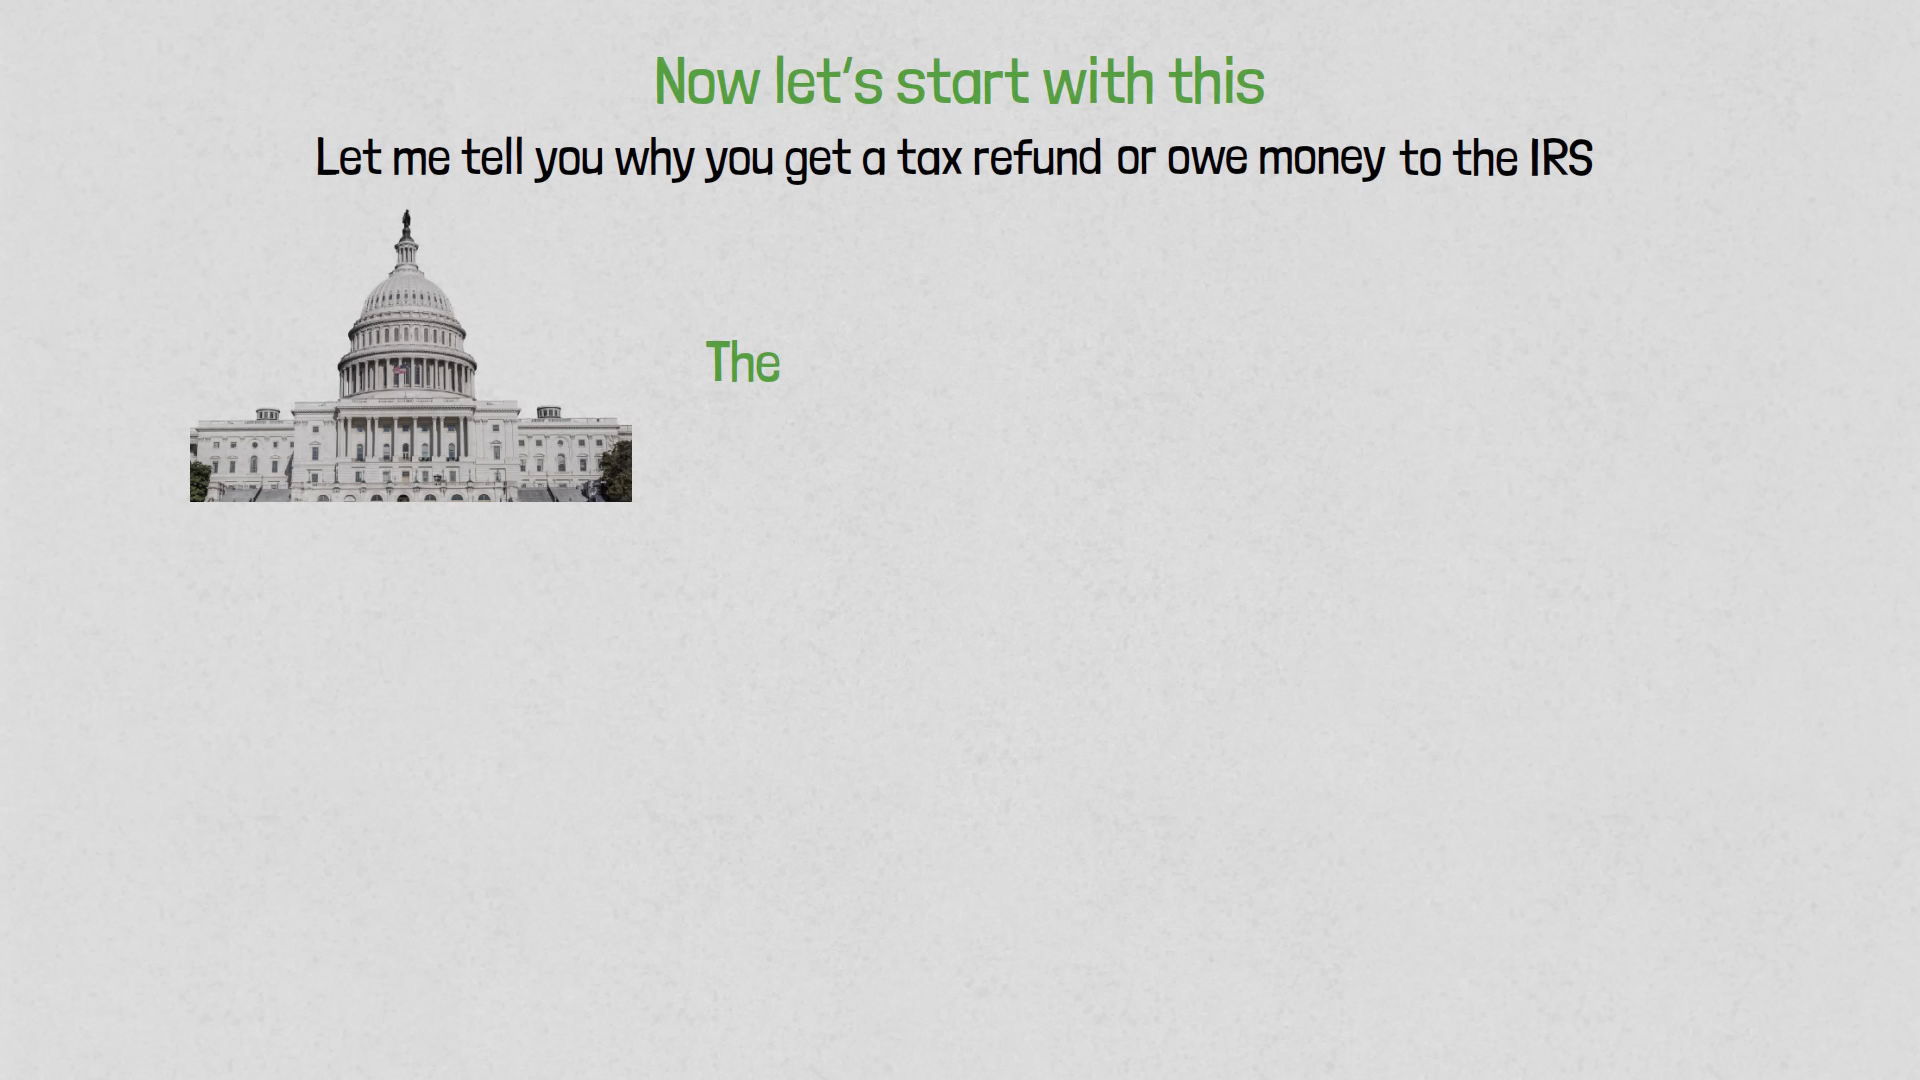 Now let's start with this
Let me tell you why you get a tax refund or owe money to the IRS
The